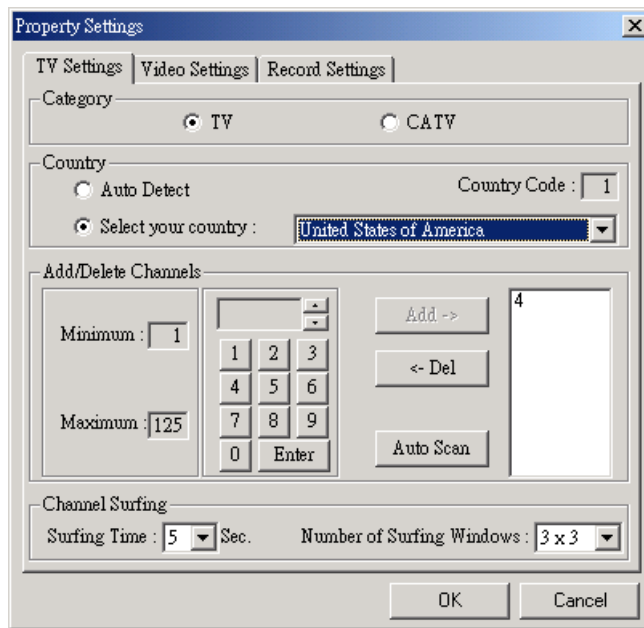 Property Settings
TV Settings Video Settings Record Settings
Category
TV CATV
Country
Auto Detect Country Code : 1
Select your country : United States of America
Add/Delete Channels
Minimum : 1
Maximum : 125
1 2 3
4 5 6
7 8 9
0 Enter
Add ->
<- Del
Auto Scan
4
Channel Surfing
Surfing Time : 5 Sec. Number of Surfing Windows : 3 x 3
OK Cancel